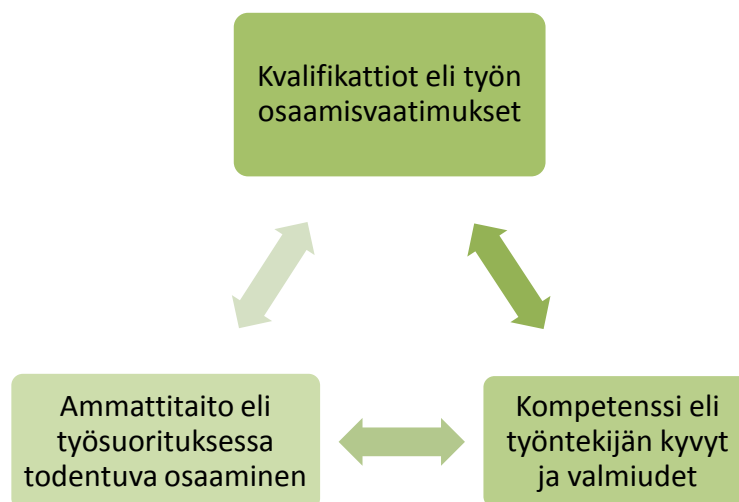 Kvalifikattiot eli työn
osaamisvaatimukset
Ammattitaito eli
työsuorituksessa
todentuva osaaminen
Kompetenssi eli
työntekijän kyvyt
ja valmiudet